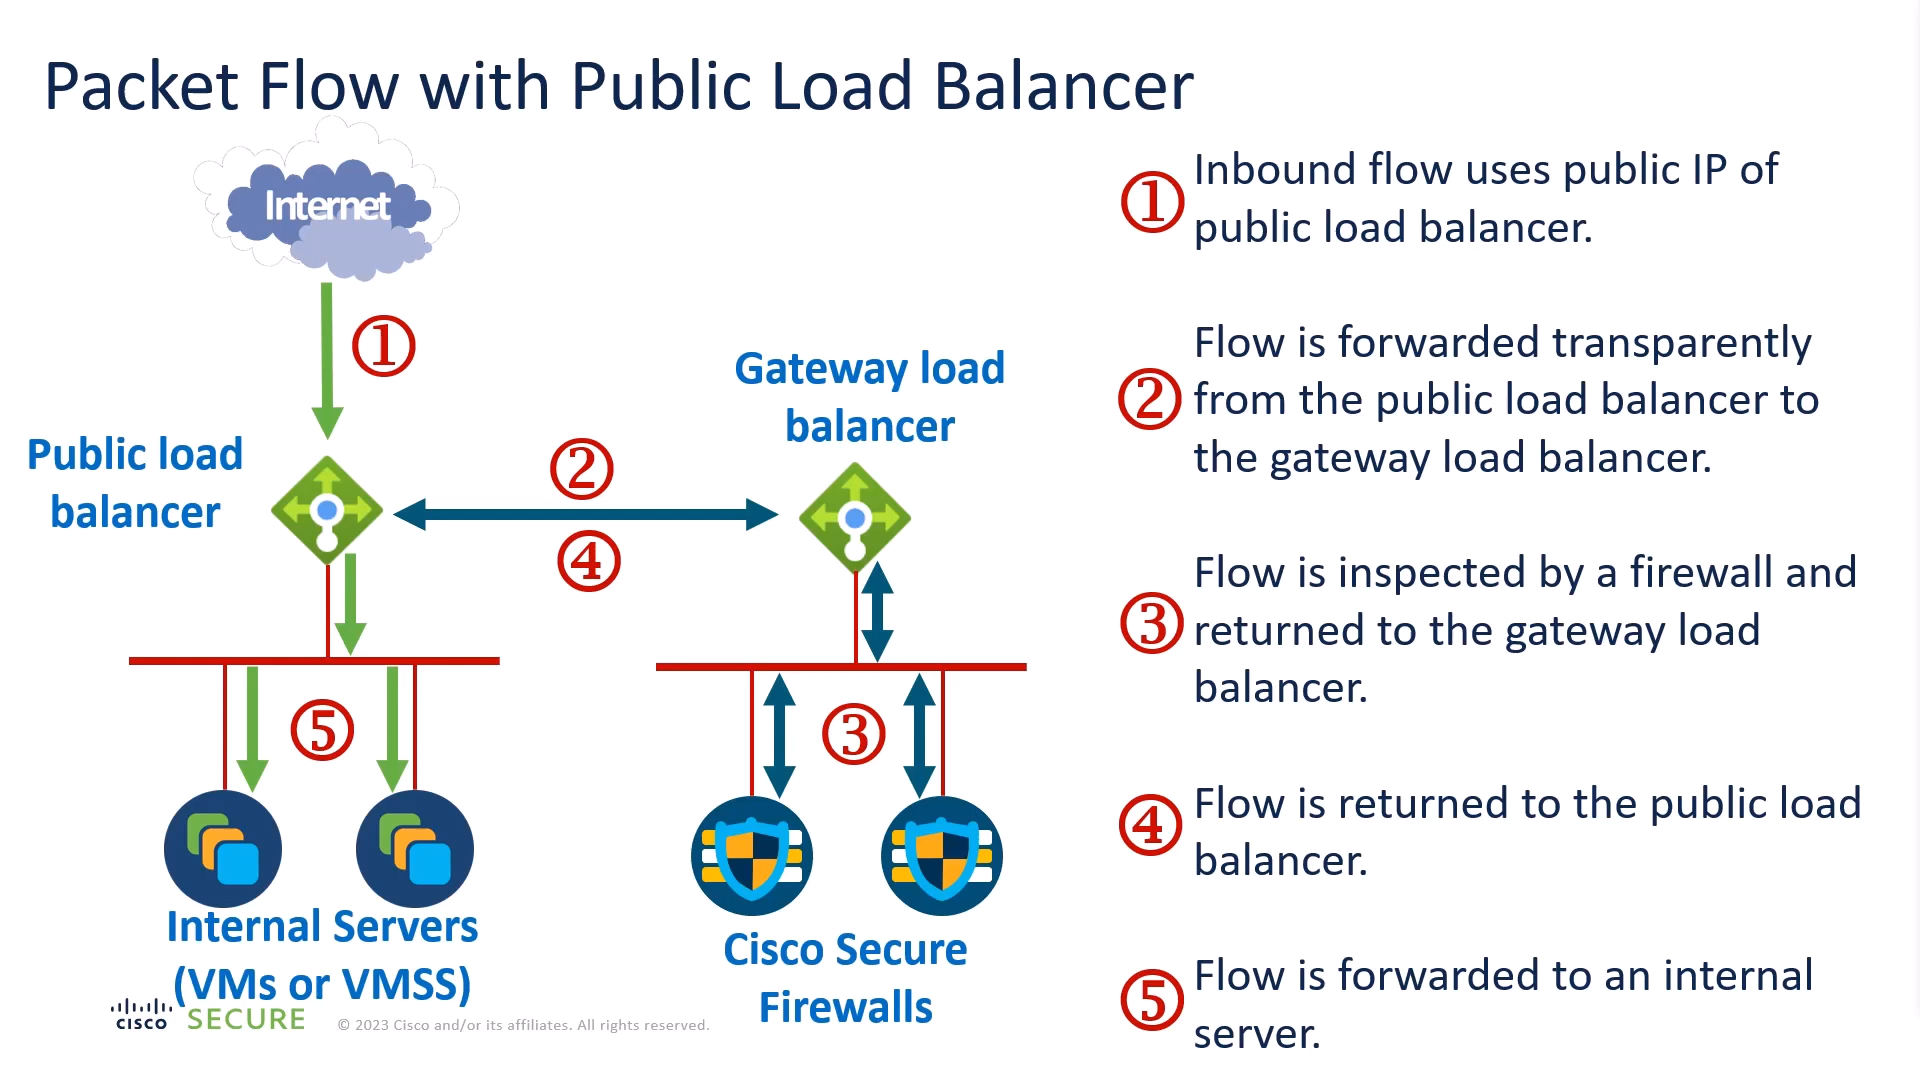 Packet Flow with Public Load Balancer
Internet
①
Public load
balancer
②
④
Gateway load
balancer
⑤
③
Internal Servers
(VMs or VMSS)
Cisco Secure
Firewalls
① Inbound flow uses public IP of
public load balancer.
② Flow is forwarded transparently
from the public load balancer to
the gateway load balancer.
③ Flow is inspected by a firewall and
returned to the gateway load
balancer.
④ Flow is returned to the public load
balancer.
⑤ Flow is forwarded to an internal
server.
CISCO SECURE
© 2023 Cisco and/or its affiliates. All rights reserved.